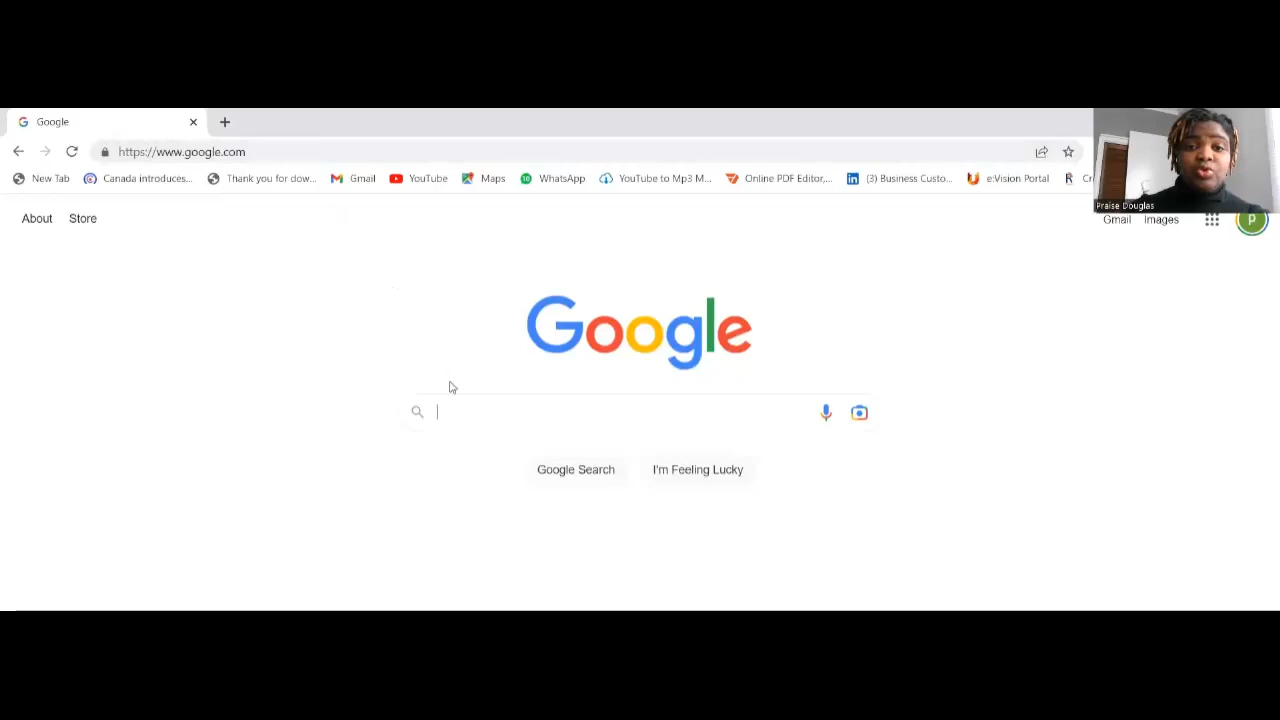 Google
https://www.google.com
New Tab Canada introduces... Thank you for dow... Gmail YouTube Maps WhatsApp YouTube to Mp3 M... Online PDF Editor,... (3) Business Custo... e:Vision Portal Cr
Praise Douglas
About Store Gmail Images P
Google
Google Search I'm Feeling Lucky